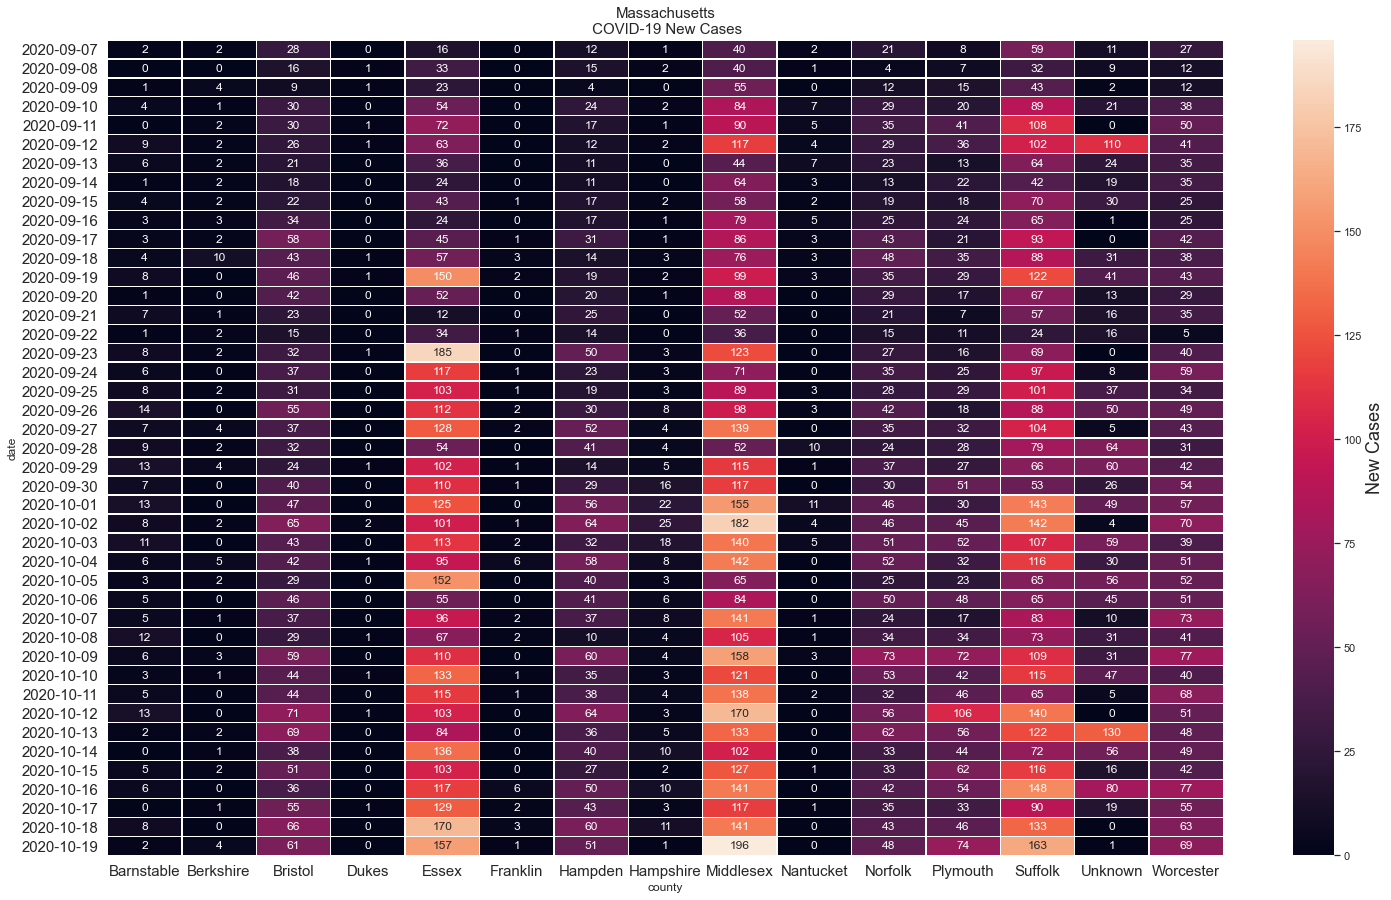 Massachusetts
COVID-19 New Cases
2020-09-07 2 2 28 0 16 0 12 1 40 2 21 8 59 11 27
2020-09-08 0 0 16 1 33 0 15 2 40 1 4 7 32 9 12
2020-09-09 1 4 9 1 23 0 4 0 55 0 12 15 43 2 12
2020-09-10 4 1 30 0 54 0 24 2 84 7 29 20 89 21 38
2020-09-11 0 2 30 1 72 0 17 1 90 5 35 41 108 0 50
2020-09-12 9 2 26 1 63 0 12 2 117 4 29 36 102 110 41
2020-09-13 6 2 21 0 36 0 11 0 44 7 23 13 64 24 35
2020-09-14 1 2 18 0 24 0 11 0 64 3 13 22 42 19 35
2020-09-15 4 2 22 0 43 1 17 2 58 2 19 18 70 30 25
2020-09-16 3 3 34 0 24 0 17 1 79 5 25 24 65 1 25
2020-09-17 3 2 58 0 45 1 31 1 86 3 43 21 93 0 42
2020-09-18 4 10 43 1 57 3 14 3 76 3 48 35 88 31 38
2020-09-19 8 0 46 1 150 2 19 2 99 3 35 29 122 41 43
2020-09-20 1 0 42 0 52 0 20 1 88 0 29 17 67 13 29
2020-09-21 7 1 23 0 12 0 25 0 52 0 21 7 57 16 35
2020-09-22 1 2 15 0 34 1 14 0 36 0 15 11 24 16 5
2020-09-23 8 2 32 1 185 0 50 3 123 0 27 16 69 0 40
2020-09-24 6 0 37 0 117 1 23 3 71 0 35 25 97 8 59
2020-09-25 8 2 31 0 103 1 19 3 89 3 28 29 101 37 34
2020-09-26 14 0 55 0 112 2 30 8 98 3 42 18 88 50 49
2020-09-27 7 4 37 0 128 2 52 4 139 0 35 32 104 5 43
2020-09-28 9 2 32 0 54 0 41 4 52 10 24 28 79 64 31
2020-09-29 13 4 24 1 102 1 14 5 115 1 37 27 66 60 42
2020-09-30 7 0 40 0 110 1 29 16 117 0 30 51 53 26 54
2020-10-01 13 0 47 0 125 0 56 22 155 11 46 30 143 49 57
2020-10-02 8 2 65 2 101 1 64 25 182 4 46 45 142 4 70
2020-10-03 11 0 43 0 113 2 32 18 140 5 51 52 107 59 39
2020-10-04 6 5 42 1 95 6 58 8 142 0 52 32 116 30 51
2020-10-05 3 2 29 0 152 0 40 3 65 0 25 23 65 56 52
2020-10-06 5 0 46 0 55 0 41 6 84 0 50 48 65 45 51
2020-10-07 5 1 37 0 96 2 37 8 141 1 24 17 83 10 73
2020-10-08 12 0 29 1 67 2 10 4 105 1 34 34 73 31 41
2020-10-09 6 3 59 0 110 0 60 4 158 3 73 72 109 31 77
2020-10-10 3 1 44 1 133 1 35 3 121 0 53 42 115 47 40
2020-10-11 5 0 44 0 115 1 38 4 138 2 32 46 65 5 68
2020-10-12 13 0 71 1 103 0 64 3 170 0 56 106 140 0 51
2020-10-13 2 2 69 0 84 0 36 5 133 0 62 56 122 130 48
2020-10-14 0 1 38 0 136 0 40 10 102 0 33 44 72 56 49
2020-10-15 5 2 51 0 103 0 27 2 127 1 33 62 116 16 42
2020-10-16 6 0 36 0 117 6 50 10 141 0 42 54 148 80 77
2020-10-17 0 1 55 1 129 2 43 3 117 1 35 33 90 19 55
2020-10-18 8 0 66 0 170 3 60 11 141 0 43 46 133 0 63
2020-10-19 2 4 61 0 157 1 51 1 196 0 48 74 163 1 69
Barnstable Berkshire Bristol Dukes Essex Franklin Hampden Hampshire Middlesex Nantucket Norfolk Plymouth Suffolk Unknown Worcester
county
date
175
150
125
100
75
50
25
0
New Cases